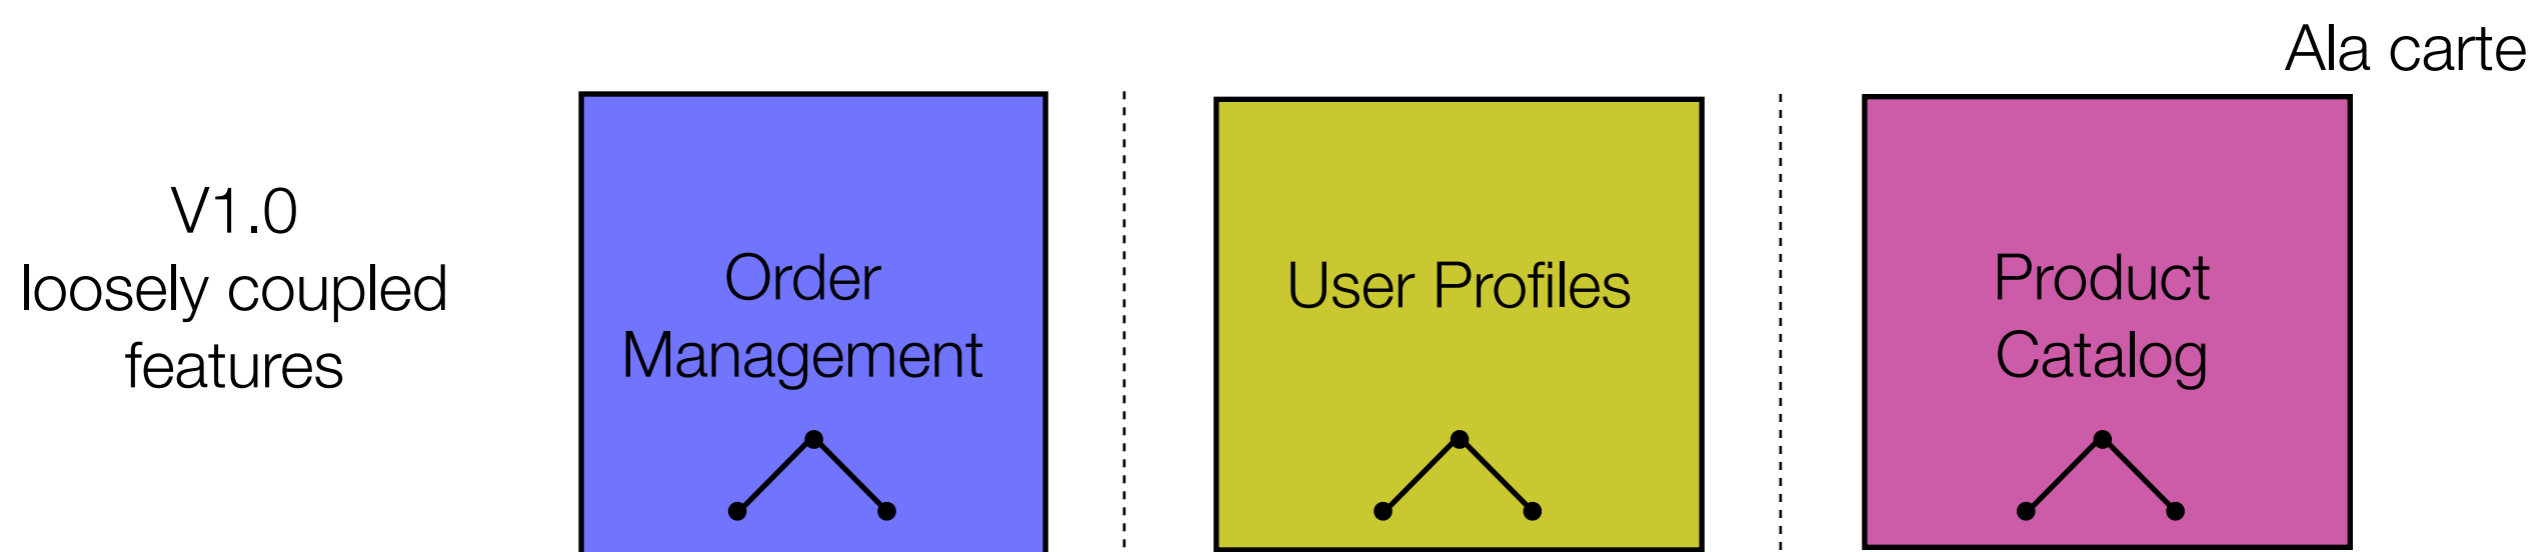 Ala carte
V1.0
loosely coupled
features
Order
Management
User Profiles
Product
Catalog